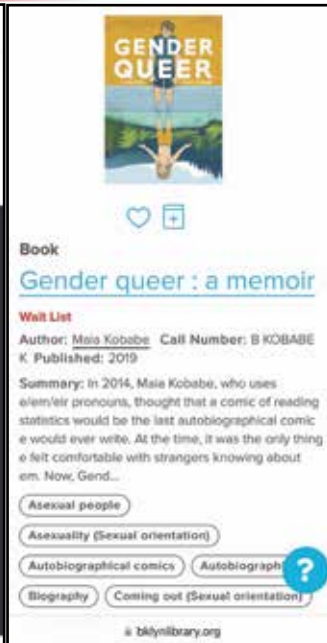 GENDER
QUEER
Book
Gender queer : a memoir
Wait List
Author: Maia Kobabe Call Number: B KOBABE
K Published: 2019
Summary: In 2014, Maia Kobabe, who uses
e/em/eir pronouns, thought that a comic of reading
statistics would be the last autobiographical comic
e would ever write. At the time, it was the only thing
e felt comfortable with strangers knowing about
em. Now, Gend...
Asexual people
Asexuality (Sexual orientation)
Autobiographical comics Autobiograph
?
Biography Coming out (Sexual orientation)
bklynlibrary.org